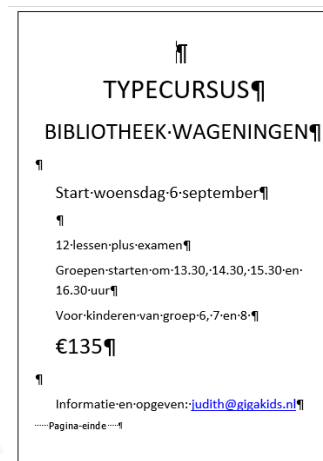 ¶
TYPECURSUS¶
BIBLIOTHEEK·WAGENINGEN¶
¶
Start·woensdag·6·september¶
¶
12·lessen·plus·examen¶
Groepen·starten·om·13.30,·14.30,·15.30·en·
16.30·uur¶
Voor·kinderen·van·groep·6,·7·en·8·¶
€135¶
¶
Informatie·en·opgeven:·judith@gigakids.nl¶
······Pagina-einde·····¶